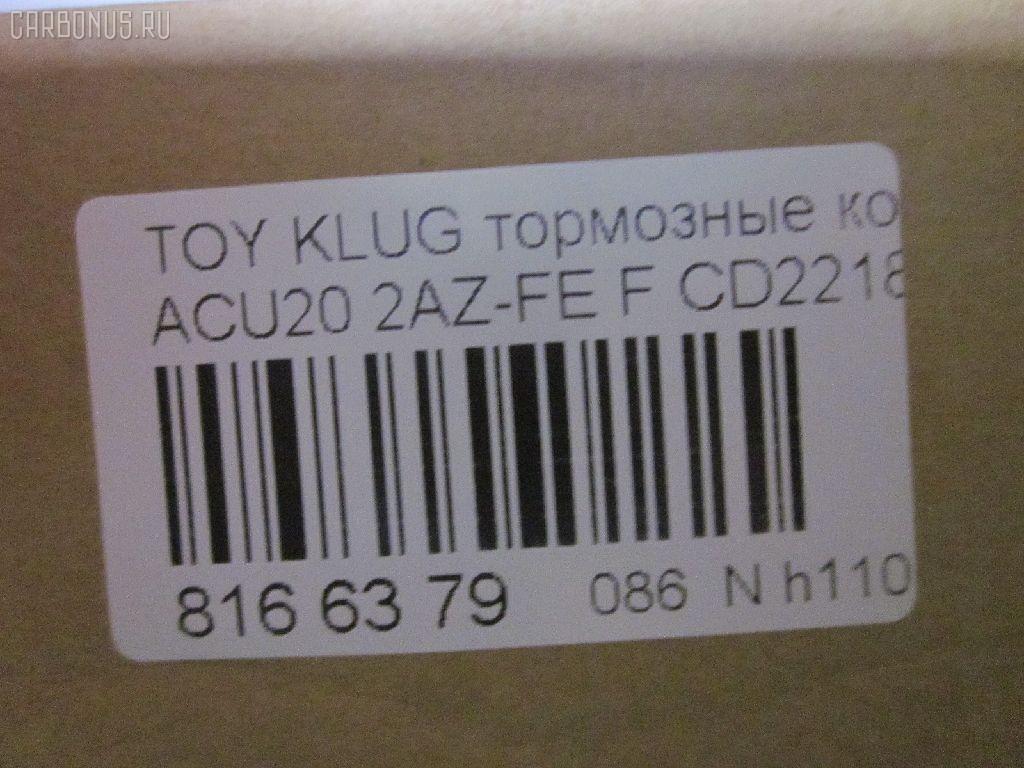 CARBONUS.RU
TOY KLUG тормозные ко
ACU20 2AZ-FE F CD2218
816 63 79 086 N h110